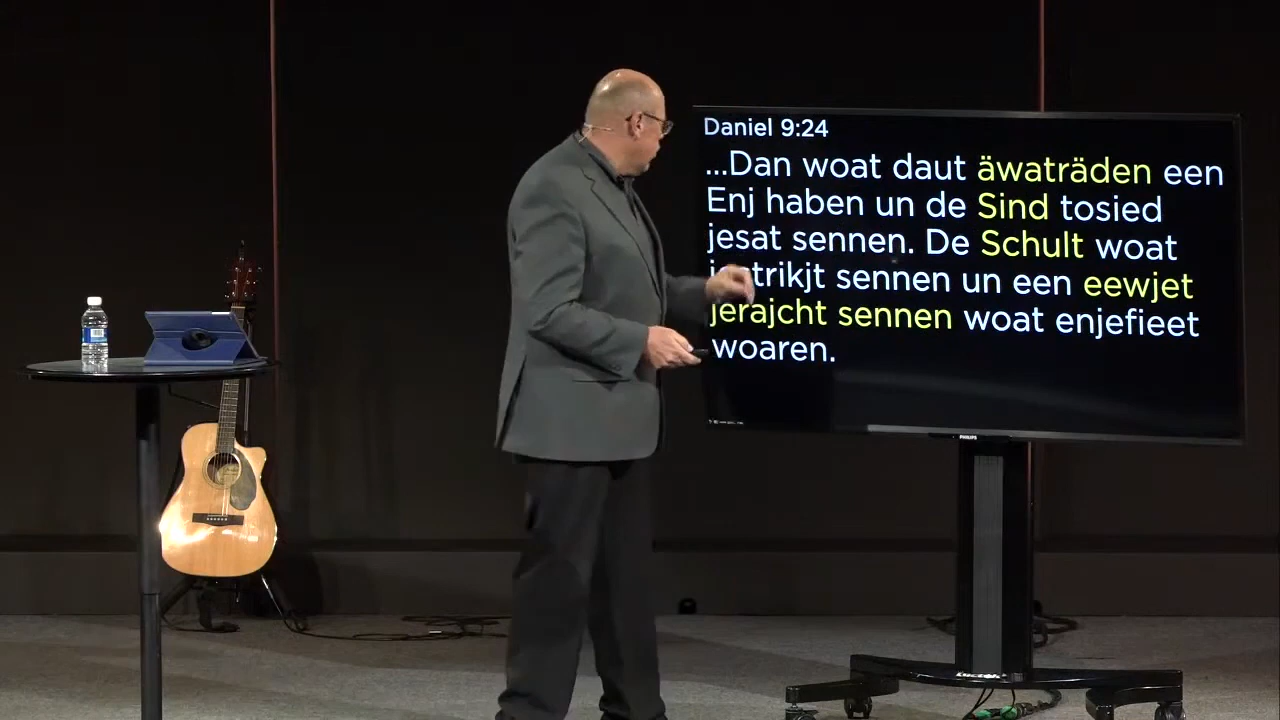 Daniel 9:24
...Dan woat daut äwaträden een
Enj haben un de Sind tosied
jesat sennen. De Schult woat
sennen un een eewjet
jerajcht sennen woat enjefieet
woaren.
PHILIPS